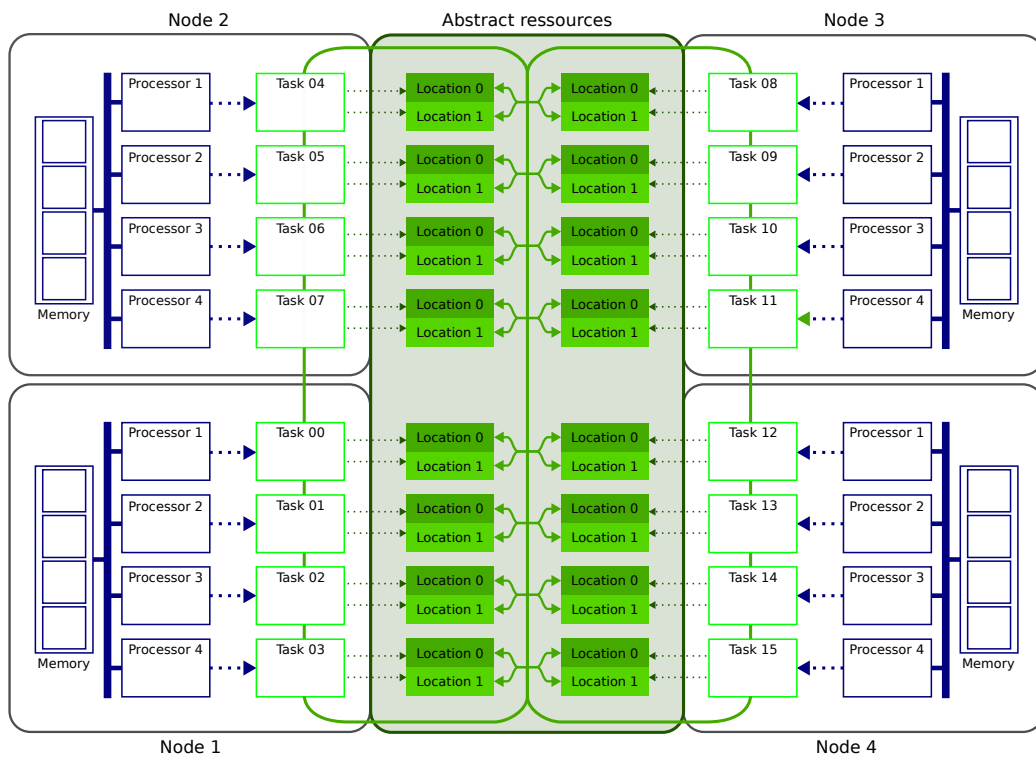 Node 2
Abstract ressources
Node 3
Processor 1
Task 04
Location 0
Location 0
Task 08
Processor 1
Location 1
Location 1
Processor 2
Task 05
Location 0
Location 0
Task 09
Processor 2
Location 1
Location 1
Processor 3
Task 06
Location 0
Location 0
Task 10
Processor 3
Location 1
Location 1
Processor 4
Task 07
Location 0
Location 0
Task 11
Processor 4
Memory
Location 1
Location 1
Memory
Processor 1
Task 00
Location 0
Location 0
Task 12
Processor 1
Location 1
Location 1
Processor 2
Task 01
Location 0
Location 0
Task 13
Processor 2
Location 1
Location 1
Processor 3
Task 02
Location 0
Location 0
Task 14
Processor 3
Location 1
Location 1
Processor 4
Task 03
Location 0
Location 0
Task 15
Processor 4
Memory
Location 1
Location 1
Memory
Node 1
Node 4